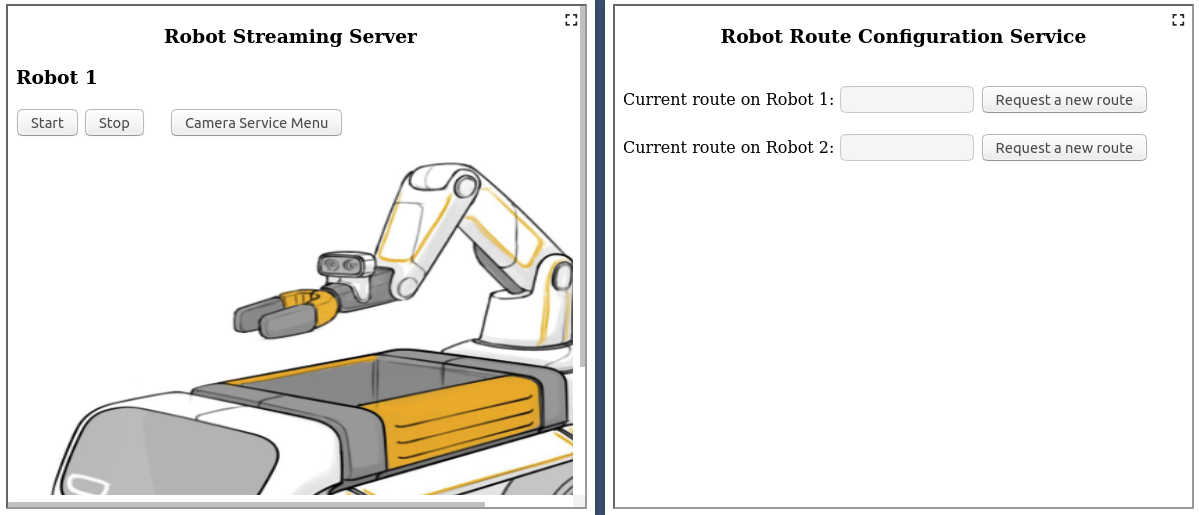 Robot Streaming Server
Robot 1
Start Stop Camera Service Menu
Robot Route Configuration Service
Current route on Robot 1: Request a new route
Current route on Robot 2: Request a new route